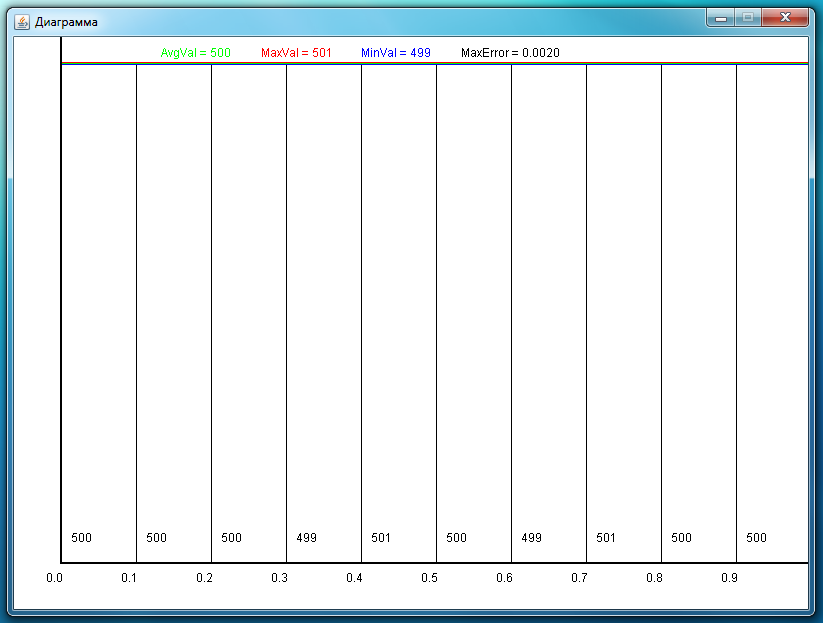 Диаграмма
AvgVal = 500 MaxVal = 501 MinVal = 499 MaxError = 0.0020
500 500 500 499 501 500 499 501 500 500
0.0 0.1 0.2 0.3 0.4 0.5 0.6 0.7 0.8 0.9